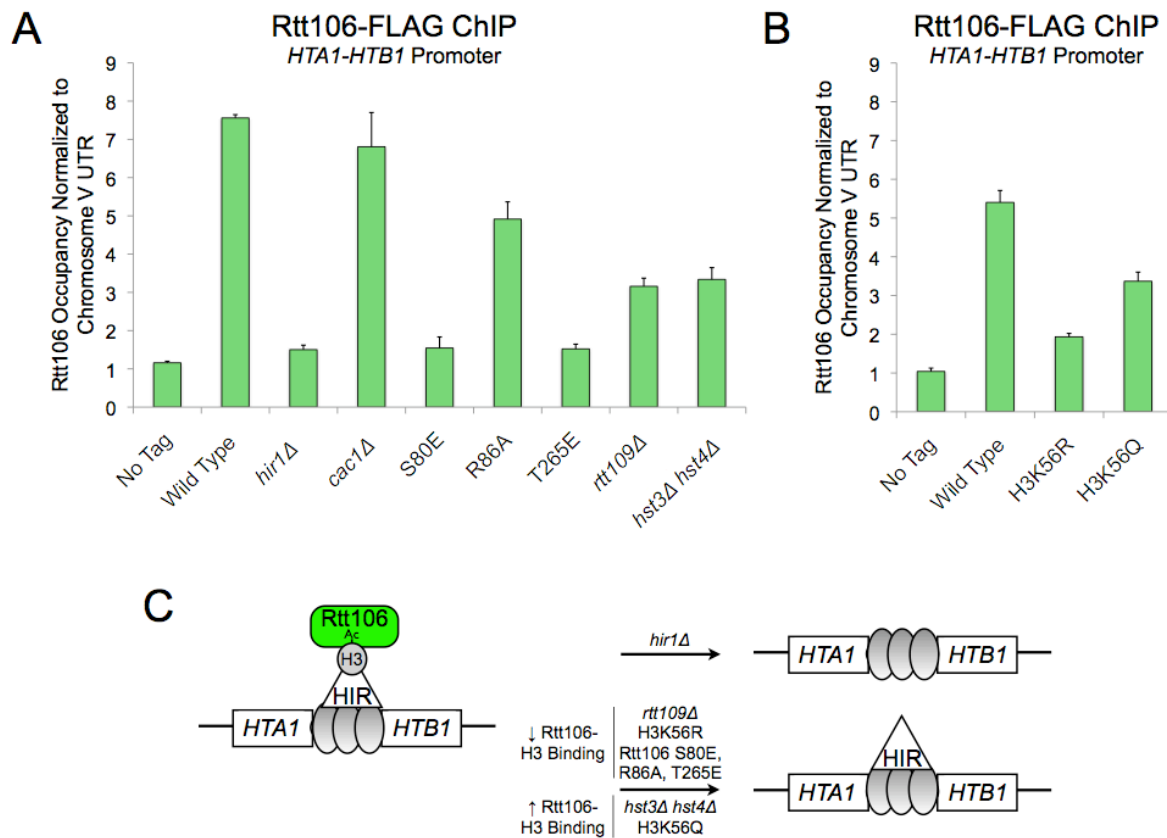 A
Rtt106-FLAG ChIP
HTA1-HTB1 Promoter
Rtt106 Occupancy Normalized to
Chromosome V UTR
9
8
7
6
5
4
3
2
1
0
No Tag
Wild Type
hir1Δ
cac1Δ
S80E
R86A
T265E
rtt109Δ
hst3Δ hst4Δ
B
Rtt106-FLAG ChIP
HTA1-HTB1 Promoter
Rtt106 Occupancy Normalized to
Chromosome V UTR
9
8
7
6
5
4
3
2
1
0
No Tag
Wild Type
H3K56R
H3K56Q
C
Rtt106
Ac
H3
HIR
HTA1
HTB1
hir1Δ
HTA1
HTB1
↓ Rtt106-
H3 Binding
rtt109Δ
H3K56R
Rtt106 S80E,
R86A, T265E
↑ Rtt106-
H3 Binding
hst3Δ hst4Δ
H3K56Q
HIR
HTA1
HTB1